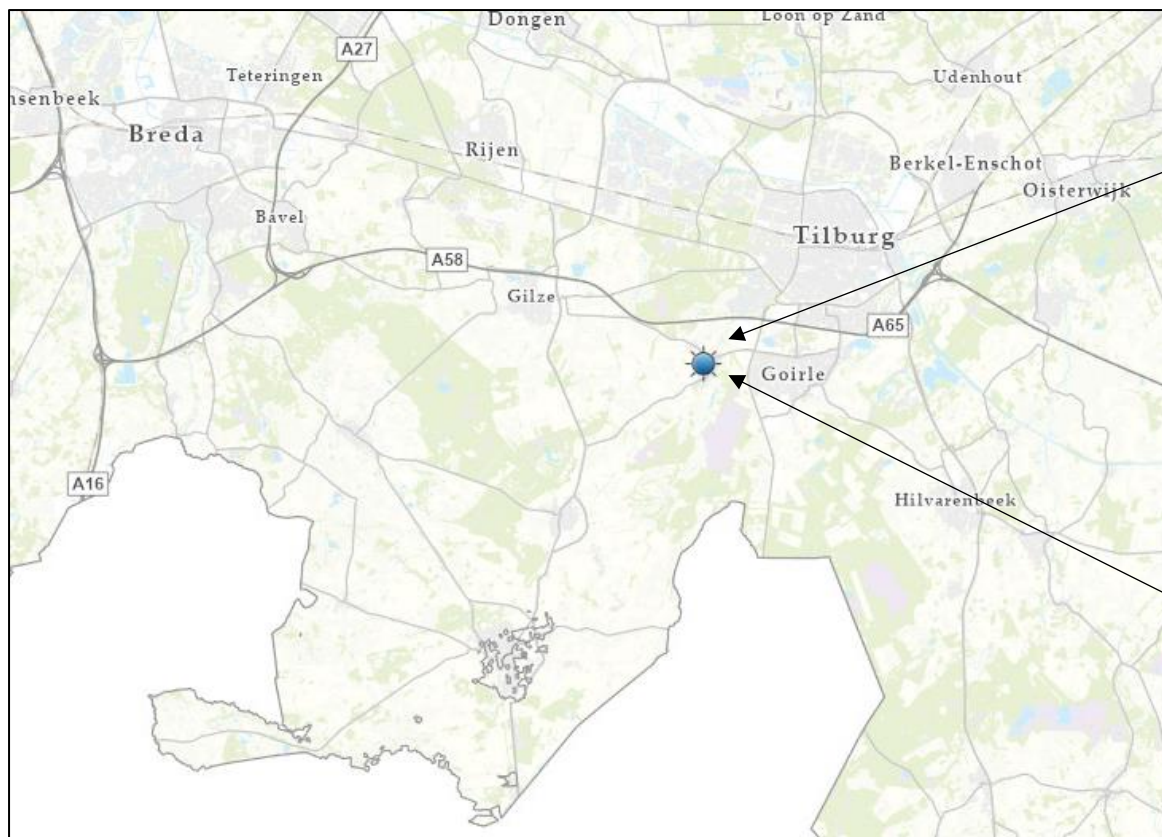 Dongen
Loon op Zand
A27
Teteringen
Udenhout
nsenbeek
Breda
Rijen
Berkel-Enschot
Oisterwijk
Bavel
Tilburg
A58
Gilze
A65
Goirle
A16
Hilvarenbeek